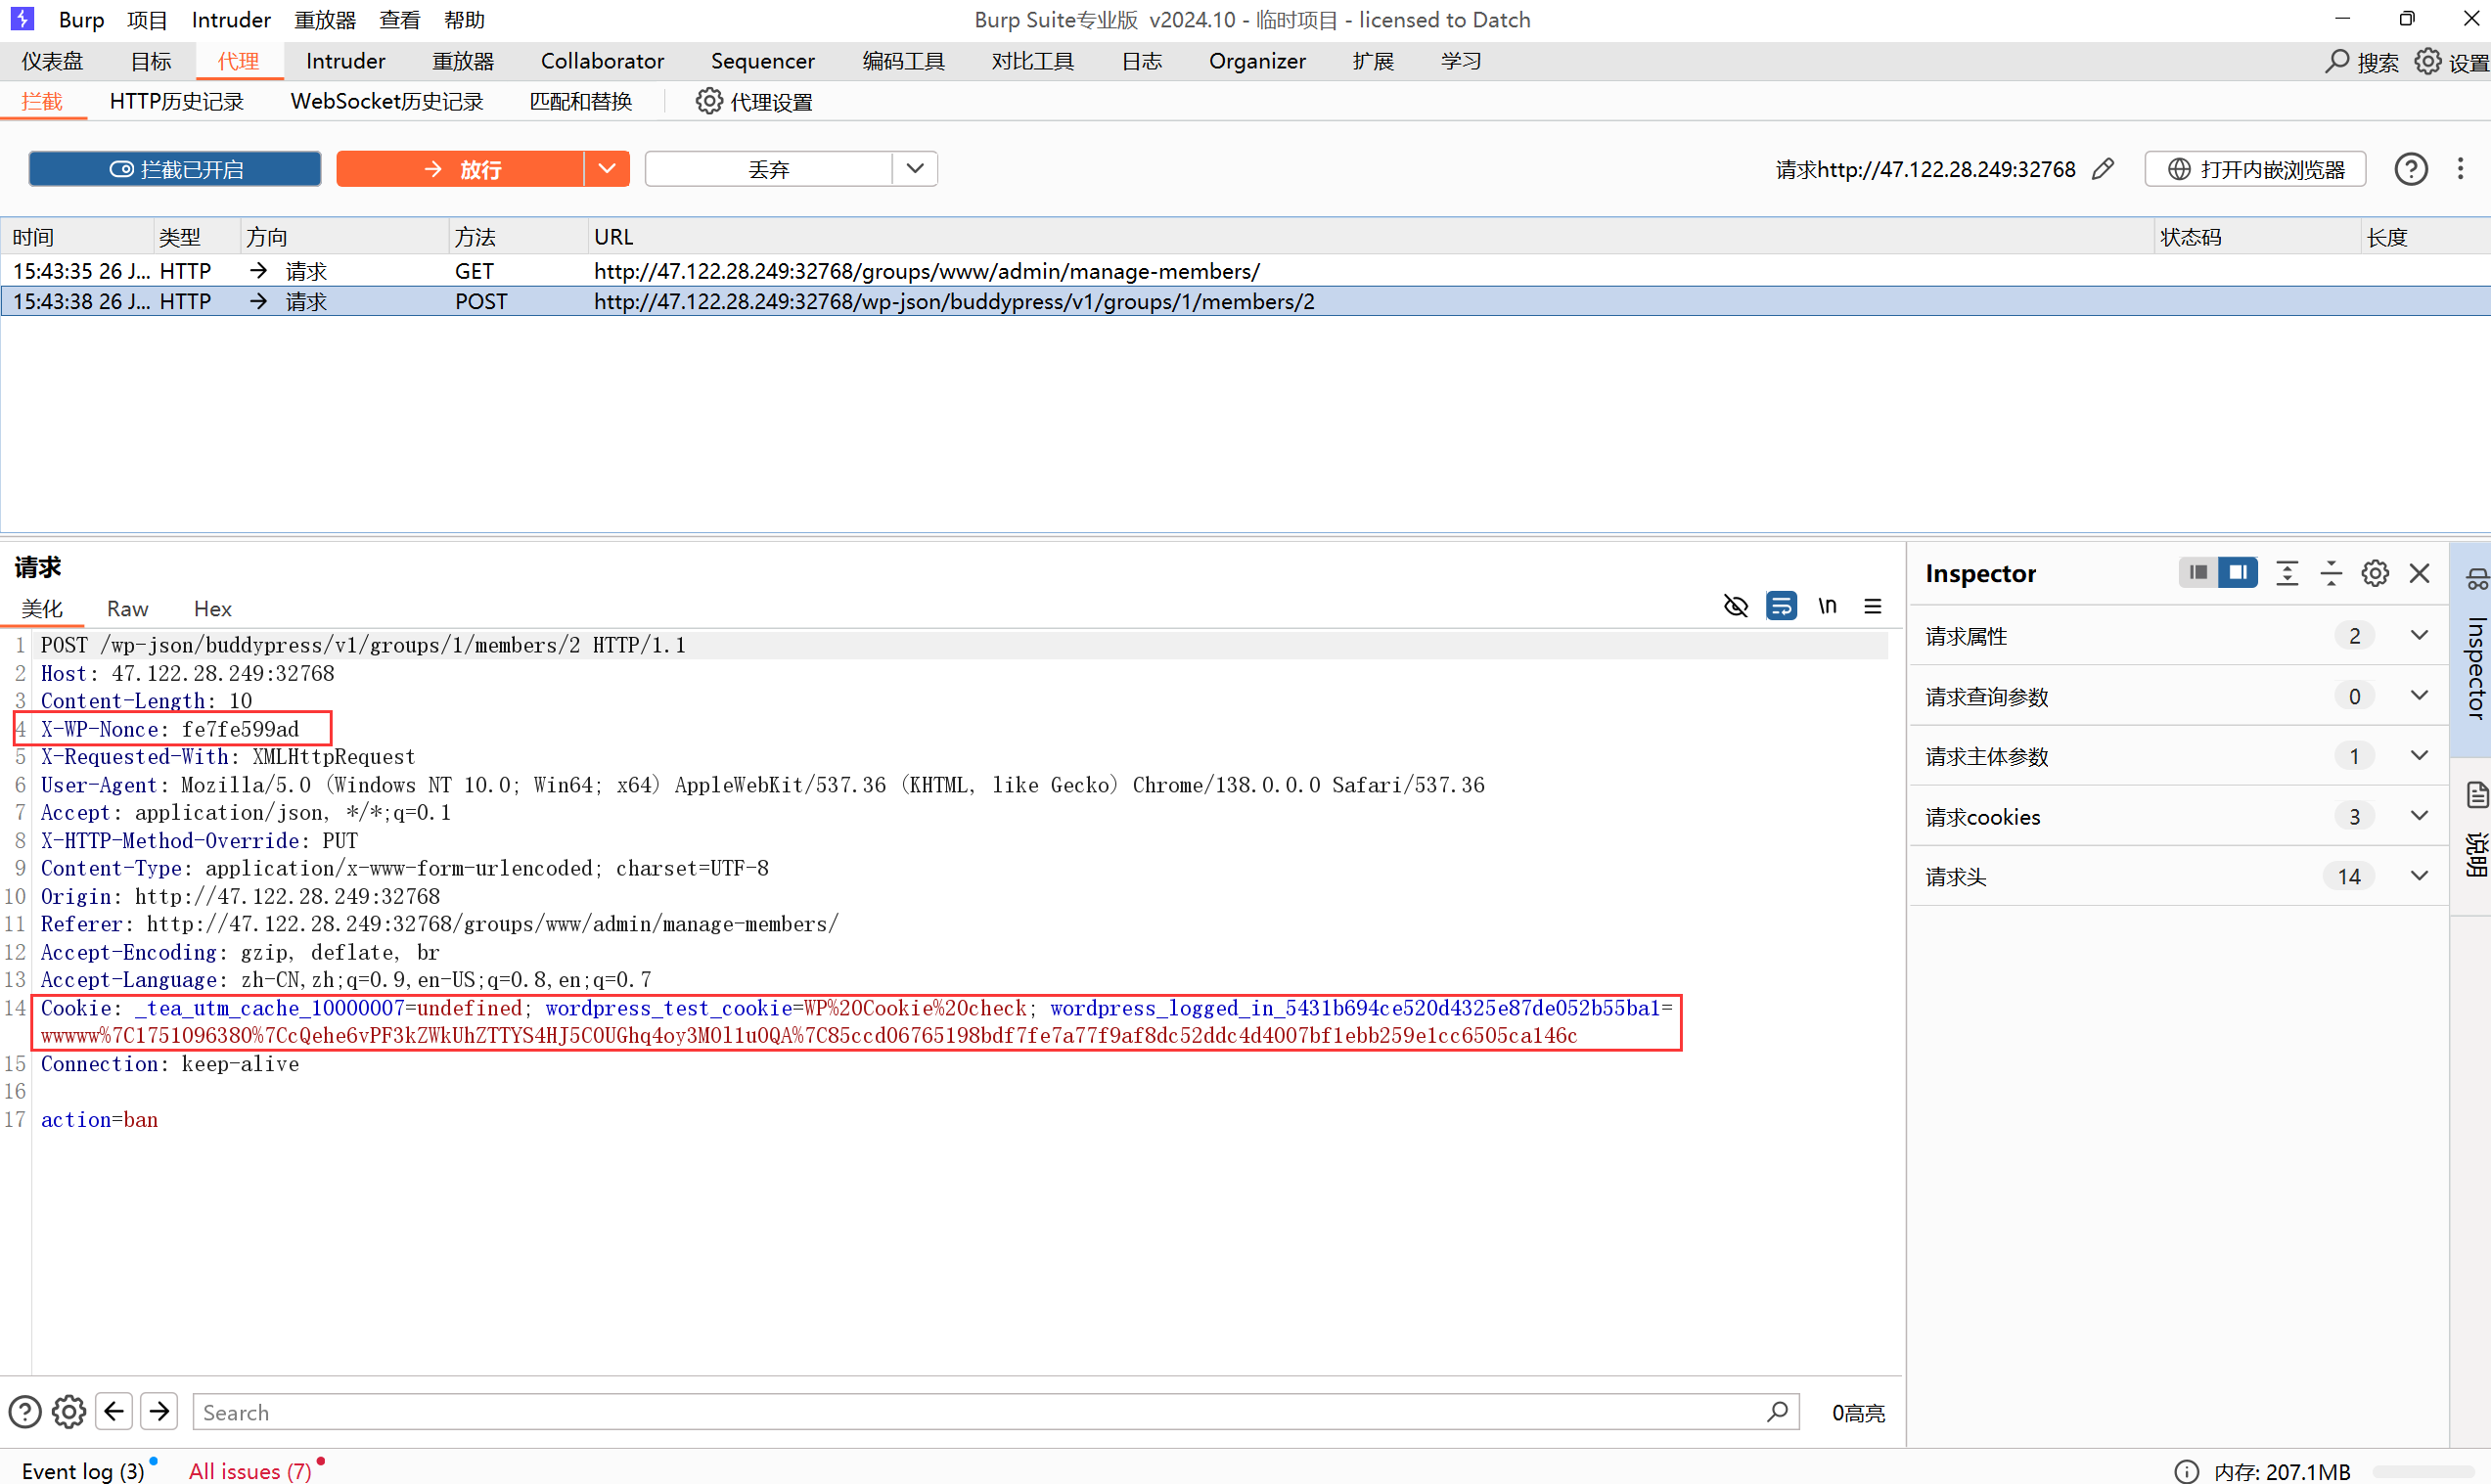 Burp 项目 Intruder 重放器 查看 帮助 Burp Suite专业版 v2024.10 - 临时项目 - licensed to Datch
仪表盘 目标 代理 Intruder 重放器 Collaborator Sequencer 编码工具 对比工具 日志 Organizer 扩展 学习 搜索 设置
拦截 HTTP历史记录 WebSocket历史记录 匹配和替换 代理设置
拦截已开启 放行 丢弃 请求http://47.122.28.249:32768 打开内嵌浏览器
时间 类型 方向 方法 URL 状态码 长度
15:43:35 26 J... HTTP → 请求 GET http://47.122.28.249:32768/groups/www/admin/manage-members/
15:43:38 26 J... HTTP → 请求 POST http://47.122.28.249:32768/wp-json/buddypress/v1/groups/1/members/2
请求
美化 Raw Hex \n
1 POST /wp-json/buddypress/v1/groups/1/members/2 HTTP/1.1
2 Host: 47.122.28.249:32768
3 Content-Length: 10
4 X-WP-Nonce: fe7fe599ad
5 X-Requested-With: XMLHttpRequest
6 User-Agent: Mozilla/5.0 (Windows NT 10.0; Win64; x64) AppleWebKit/537.36 (KHTML, like Gecko) Chrome/138.0.0.0 Safari/537.36
7 Accept: application/json, */*;q=0.1
8 X-HTTP-Method-Override: PUT
9 Content-Type: application/x-www-form-urlencoded; charset=UTF-8
10 Origin: http://47.122.28.249:32768
11 Referer: http://47.122.28.249:32768/groups/www/admin/manage-members/
12 Accept-Encoding: gzip, deflate, br
13 Accept-Language: zh-CN,zh;q=0.9,en-US;q=0.8,en;q=0.7
14 Cookie: _tea_utm_cache_10000007=undefined; wordpress_test_cookie=WP%20Cookie%20check; wordpress_logged_in_5431b694ce520d4325e87de052b55ba1=
wwwww%7C1751096380%7CcQehe6vPF3kZWkUhZTTYS4HJ5C0UGhq4oy3M0l1u0QA%7C85ccd06765198bdf7fe7a77f9af8dc52ddc4d4007bf1ebb259e1cc6505ca146c
15 Connection: keep-alive
16
17 action=ban
Inspector
请求属性 2
请求查询参数 0
请求主体参数 1
请求cookies 3
请求头 14
Inspector
说明
Search 0高亮
Event log (3) All issues (7) 内存: 207.1MB